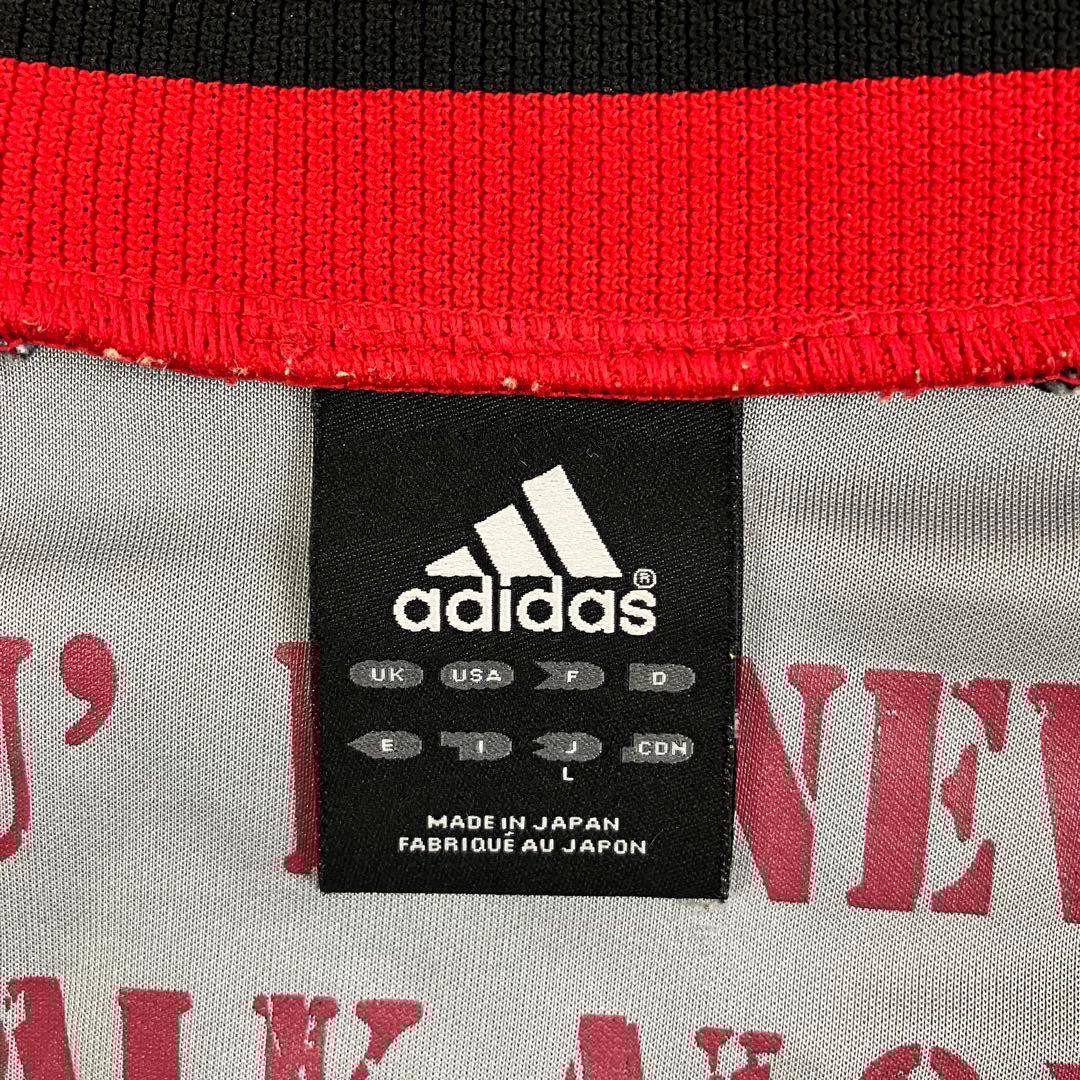 adidas®
UK USA F D
E I J CDN
L
MADE IN JAPAN
FABRIQUÉ AU JAPON